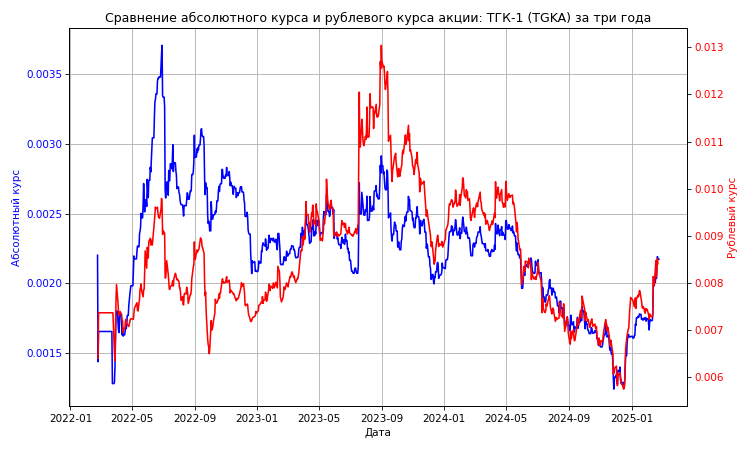 Сравнение абсолютного курса и рублевого курса акции: ТГК-1 (TGKA) за три года
Абсолютный курс
0.0035
0.0030
0.0025
0.0020
0.0015
0.013
0.012
0.011
0.010
0.009
0.008
0.007
0.006
Рублевый курс
2022-01 2022-05 2022-09 2023-01 2023-05 2023-09 2024-01 2024-05 2024-09 2025-01
Дата